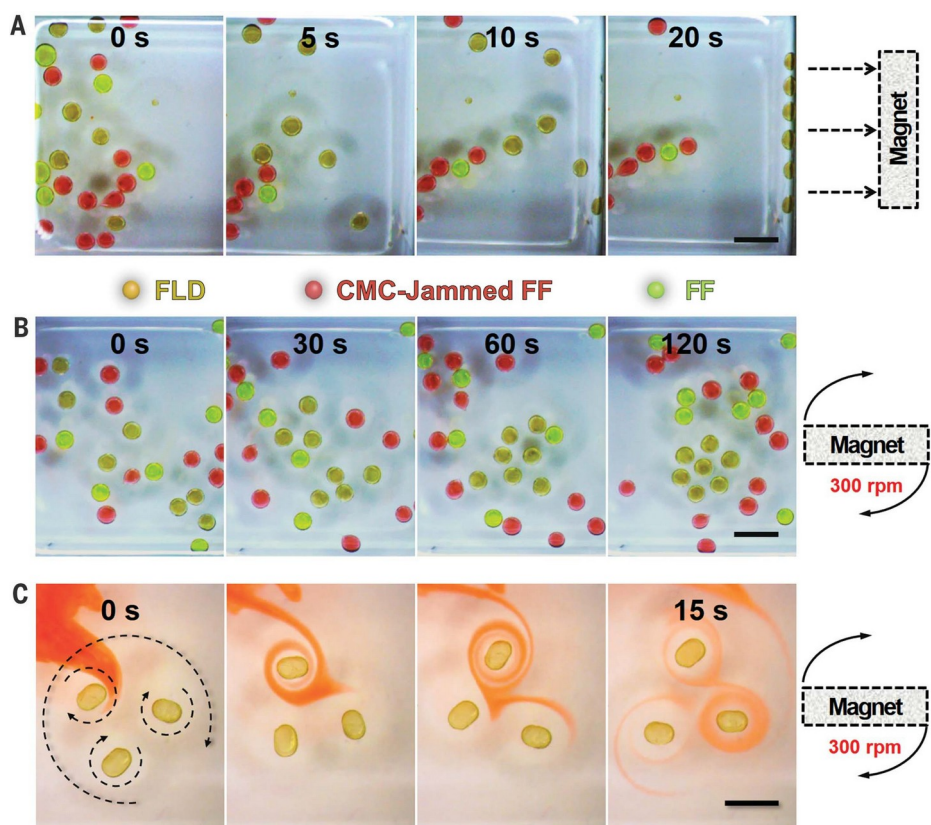 A
0 s
5 s
10 s
20 s
Magnet
FLD
CMC-Jammed FF
FF
B
0 s
30 s
60 s
120 s
Magnet
300 rpm
C
0 s
15 s
Magnet
300 rpm